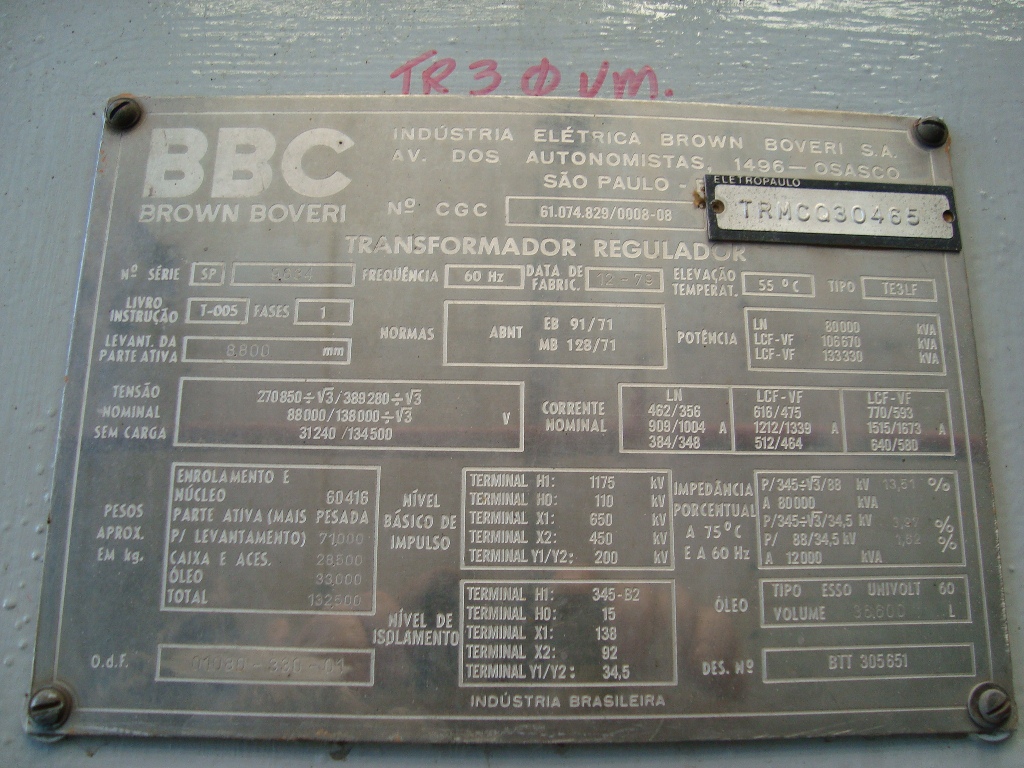 TR3ΦVM.
BBC
BROWN BOVERI
INDÚSTRIA ELÉTRICA BROWN BOVERI S.A.
AV. DOS AUTONOMISTAS, 1496 — OSASCO
SÃO PAULO -
ELETROPAULO
TRMCQ30465
Nº CGC 61.074.829/0008-08
TRANSFORMADOR REGULADOR
Nº SÉRIE SP FREQUÊNCIA 60 Hz DATA DE FABRIC. 12-79 ELEVAÇÃO TEMPERAT. 55 ºC TIPO TE3LF
LIVRO INSTRUÇÃO T-005 FASES 1
NORMAS ABNT EB 91/71
MB 128/71
POTÊNCIA LN 80000 kVA
LCF-VF 106670 kVA
LCF-VF 133330 kVA
LEVANT. DA PARTE ATIVA 8.800 mm
TENSÃO NOMINAL SEM CARGA
270850÷√3/389280÷√3
88000/136000÷√3 V
31240/134500
CORRENTE NOMINAL
LN LCF-VF LCF-VF
462/356 616/475 770/593
909/1004 A 1212/1339 A 1515/1673 A
384/348 512/464 640/580
PESOS APROX. EM kg.
ENROLAMENTO E
NÚCLEO 60416
PARTE ATIVA (MAIS PESADA
P/ LEVANTAMENTO) 71000
CAIXA E ACES. 28500
ÓLEO 33000
TOTAL 132500
NÍVEL BÁSICO DE IMPULSO
TERMINAL H1: 1175 kV
TERMINAL H0: 110 kV
TERMINAL X1: 650 kV
TERMINAL X2: 450 kV
TERMINAL Y1/Y2: 200 kV
IMPEDÂNCIA PORCENTUAL A 75°C E A 60 Hz
P/345÷√3/88 kV 13,51 %
A 80000 kVA
P/345÷√3/34,5 kV %
P/ 88/34,5 kV %
A 12000 kVA
NÍVEL DE ISOLAMENTO
TERMINAL H1: 345-B2
TERMINAL H0: 15
TERMINAL X1: 138
TERMINAL X2: 92
TERMINAL Y1/Y2: 34,5
ÓLEO TIPO ESSO UNIVOLT 60
VOLUME L
O.d.F.
DES. Nº BTT 305651
INDÚSTRIA BRASILEIRA